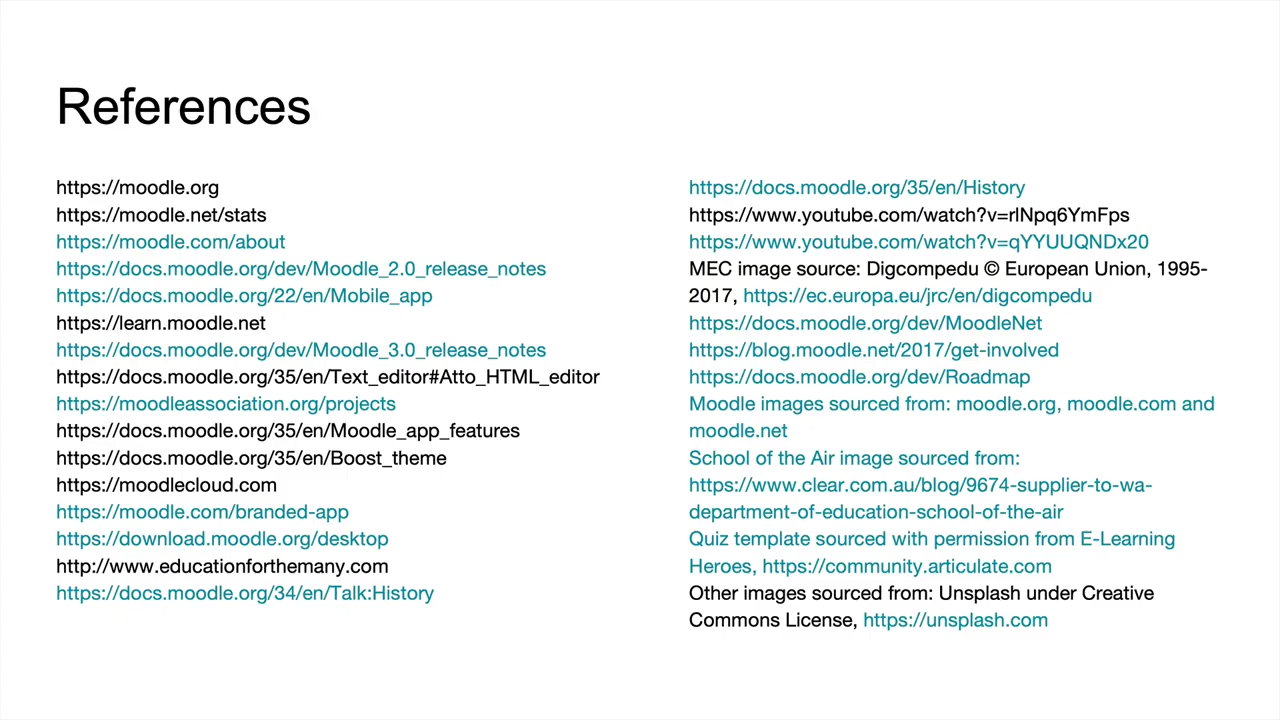 References
https://moodle.org
https://moodle.net/stats
https://moodle.com/about
https://docs.moodle.org/dev/Moodle_2.0_release_notes
https://docs.moodle.org/22/en/Mobile_app
https://learn.moodle.net
https://docs.moodle.org/dev/Moodle_3.0_release_notes
https://docs.moodle.org/35/en/Text_editor#Atto_HTML_editor
https://moodleassociation.org/projects
https://docs.moodle.org/35/en/Moodle_app_features
https://docs.moodle.org/35/en/Boost_theme
https://moodlecloud.com
https://moodle.com/branded-app
https://download.moodle.org/desktop
http://www.educationforthemany.com
https://docs.moodle.org/34/en/Talk:History
https://docs.moodle.org/35/en/History
https://www.youtube.com/watch?v=rlNpq6YmFps
https://www.youtube.com/watch?v=qYYUUQNDx20
MEC image source: Digcompedu © European Union, 1995-
2017, https://ec.europa.eu/jrc/en/digcompedu
https://docs.moodle.org/dev/MoodleNet
https://blog.moodle.net/2017/get-involved
https://docs.moodle.org/dev/Roadmap
Moodle images sourced from: moodle.org, moodle.com and
moodle.net
School of the Air image sourced from:
https://www.clear.com.au/blog/9674-supplier-to-wa-
department-of-education-school-of-the-air
Quiz template sourced with permission from E-Learning
Heroes, https://community.articulate.com
Other images sourced from: Unsplash under Creative
Commons License, https://unsplash.com